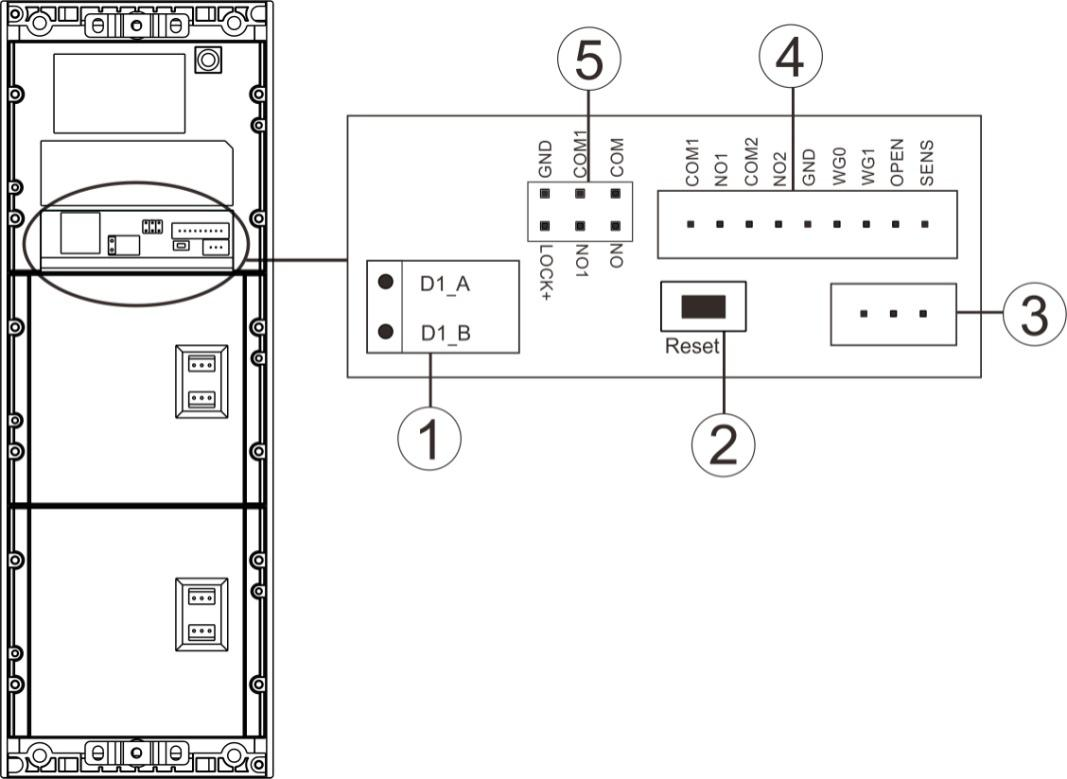 5
4
GND
COM1
COM
COM1
NO1
COM2
NO2
GND
WG0
WG1
OPEN
SENS
LOCK+
NO1
NO
D1_A
D1_B
Reset
3
1
2